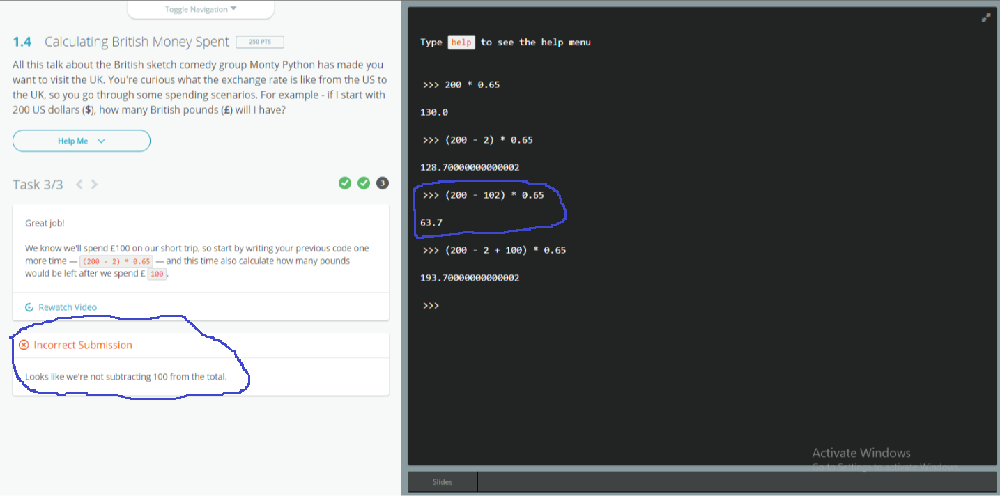 Toggle Navigation
1.4 Calculating British Money Spent 250 PTS
All this talk about the British sketch comedy group Monty Python has made you
want to visit the UK. You're curious what the exchange rate is like from the US to
the UK, so you go through some spending scenarios. For example - if I start with
200 US dollars ($), how many British pounds (£) will I have?
Help Me
Task 3/3
3
Great job!
We know we'll spend £100 on our short trip, so start by writing your previous code one
more time — (200 - 2) * 0.65 — and this time also calculate how many pounds
would be left after we spend £ 100.
Rewatch Video
Incorrect Submission
Looks like we're not subtracting 100 from the total.
Type help to see the help menu
>>> 200 * 0.65
130.0
>>> (200 - 2) * 0.65
128.70000000000002
>>> (200 - 102) * 0.65
63.7
>>> (200 - 2 + 100) * 0.65
193.70000000000002
>>>
Activate Windows
Go to Settings to activate Windows.
Slides